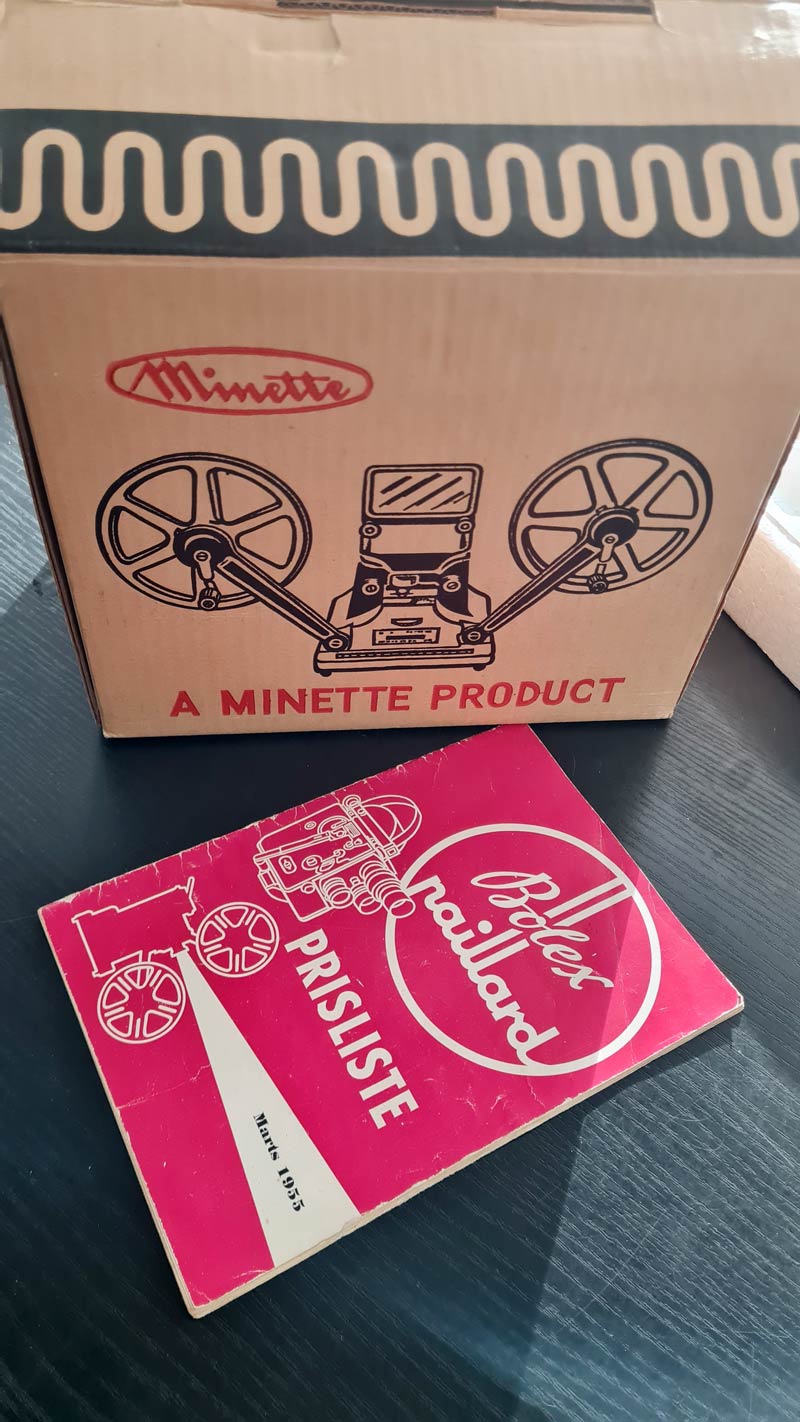 Minette
A MINETTE PRODUCT
Bolex
Paillard
PRISLISTE
Marts 1955